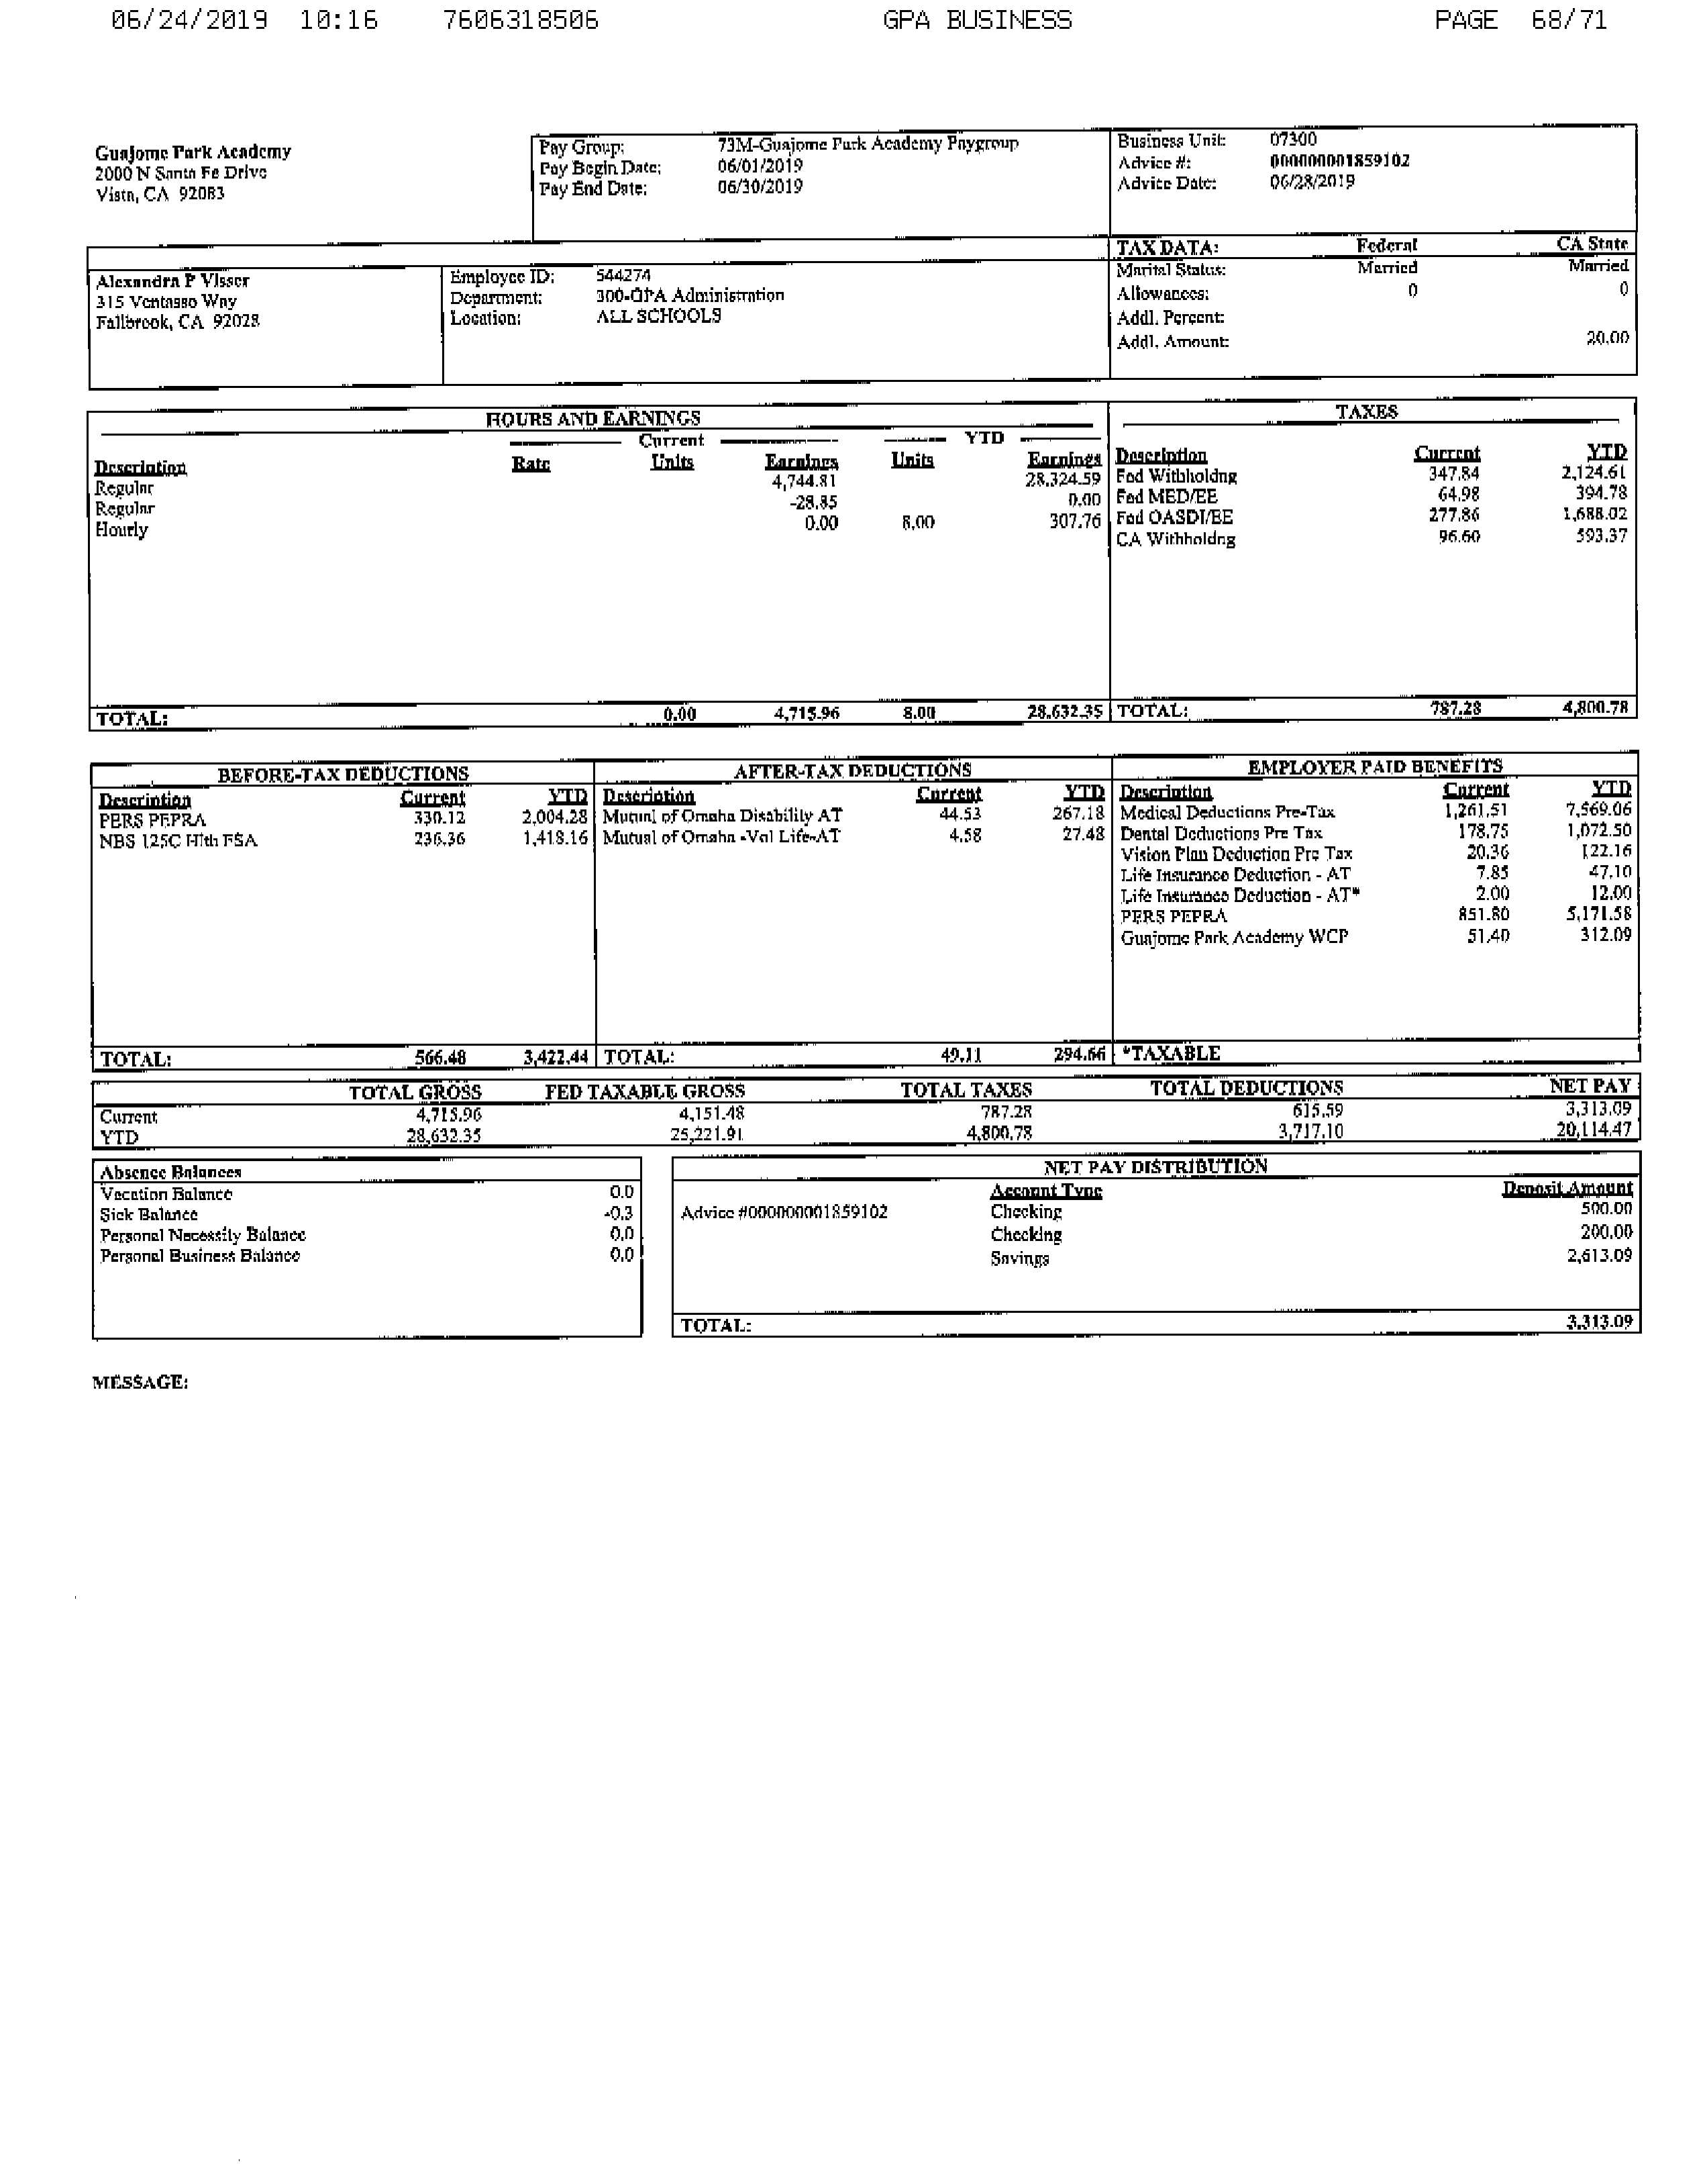 06/24/2019 10:16 7606318506 GPA BUSINESS PAGE 68/71
Guajome Park Academy
2000 N Santa Fe Drive
Vista, CA 92083
Pay Group: 73M-Guajome Park Academy Paygroup
Pay Begin Date: 06/01/2019
Pay End Date: 06/30/2019
Business Unit: 07300
Advice #: 000000001859102
Advice Date: 06/28/2019
Alexandra P Visser
315 Ventasso Way
Fallbrook, CA 92028
Employee ID: 544274
Department: 300-GPA Administration
Location: ALL SCHOOLS
TAX DATA: Federal CA State
Marital Status: Married Married
Allowances: 0 0
Addl. Percent:
Addl. Amount: 20.00
HOURS AND EARNINGS
Current YTD
Description Rate Units Earnings Units Earnings
Regular 4,744.81 28,324.59
Regular -28.85 0.00
Hourly 0.00 8.00 307.76
TOTAL: 0.00 4,715.96 8.00 28,632.35
TAXES
Description Current YTD
Fed Withholdng 347.84 2,124.61
Fed MED/EE 64.98 394.78
Fed OASDI/EE 277.86 1,688.02
CA Withholdng 96.60 593.37
TOTAL: 787.28 4,800.78
BEFORE-TAX DEDUCTIONS
Description Current YTD
PERS PEPRA 330.12 2,004.28
NBS 125C Hlth FSA 236.36 1,418.16
TOTAL: 566.48 3,422.44
AFTER-TAX DEDUCTIONS
Description Current YTD
Mutual of Omaha Disability AT 44.53 267.18
Mutual of Omaha -Vol Life-AT 4.58 27.48
TOTAL: 49.11 294.66
EMPLOYER PAID BENEFITS
Description Current YTD
Medical Deductions Pre-Tax 1,261.51 7,569.06
Dental Deductions Pre Tax 178.75 1,072.50
Vision Plan Deduction Pre Tax 20.36 122.16
Life Insurance Deduction - AT 7.85 47.10
Life Insurance Deduction - AT* 2.00 12.00
PERS PEPRA 851.80 5,171.58
Guajome Park Academy WCP 51.40 312.09
*TAXABLE
TOTAL GROSS FED TAXABLE GROSS TOTAL TAXES TOTAL DEDUCTIONS NET PAY
Current 4,715.96 4,151.48 787.28 615.59 3,313.09
YTD 28,632.35 25,221.91 4,800.78 3,717.10 20,114.47
Absence Balances
Vacation Balance 0.0
Sick Balance -0.3
Personal Necessity Balance 0.0
Personal Business Balance 0.0
NET PAY DISTRIBUTION
Account Type Deposit Amount
Advice #000000001859102 Checking 500.00
Checking 200.00
Savings 2,613.09
TOTAL: 3,313.09
MESSAGE: